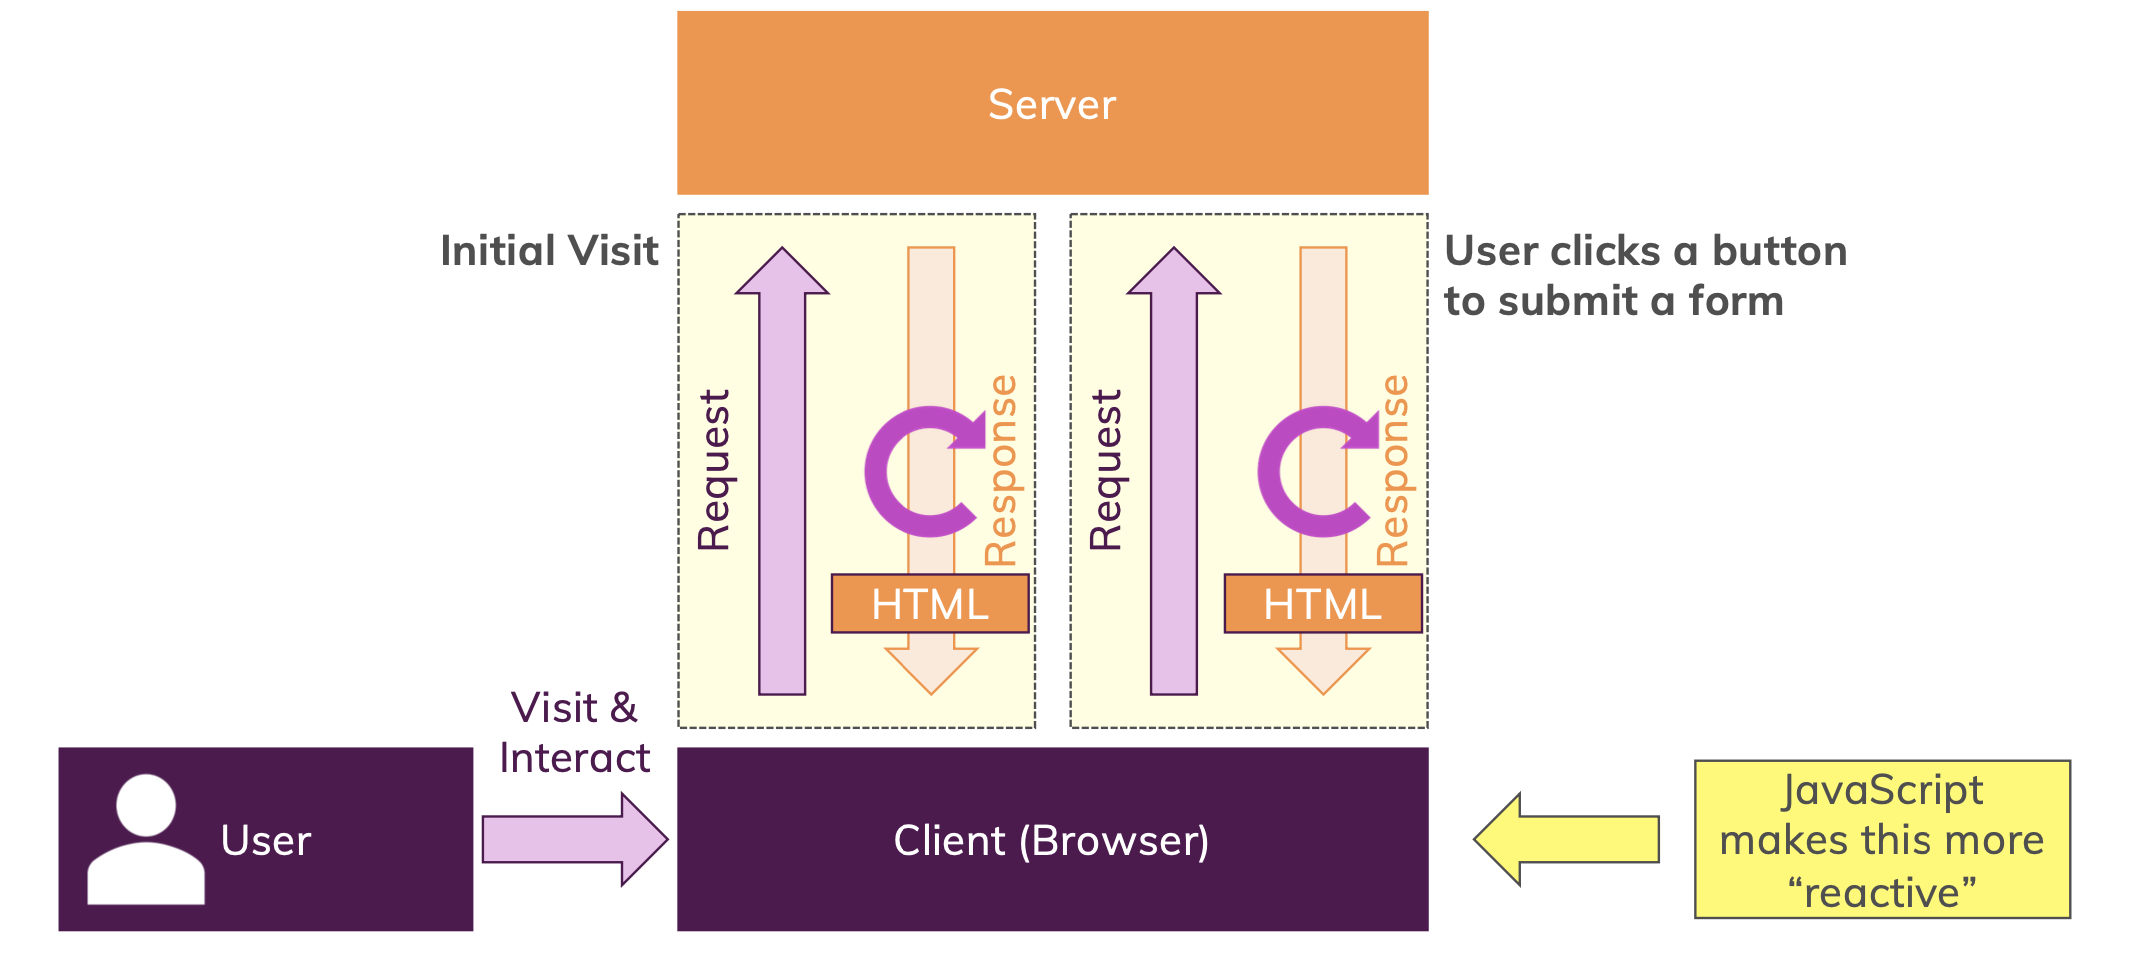 Server
Initial Visit
User clicks a button
to submit a form
Request
Response
HTML
Request
Response
HTML
Visit &
Interact
User
Client (Browser)
JavaScript
makes this more
“reactive”